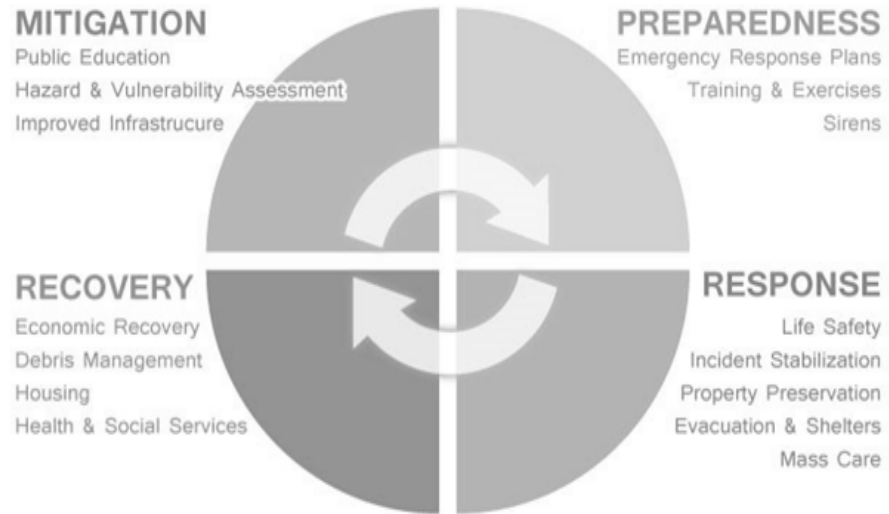 MITIGATION
Public Education
Hazard & Vulnerability Assessment
Improved Infrastrucure
PREPAREDNESS
Emergency Response Plans
Training & Exercises
Sirens
RECOVERY
Economic Recovery
Debris Management
Housing
Health & Social Services
RESPONSE
Life Safety
Incident Stabilization
Property Preservation
Evacuation & Shelters
Mass Care